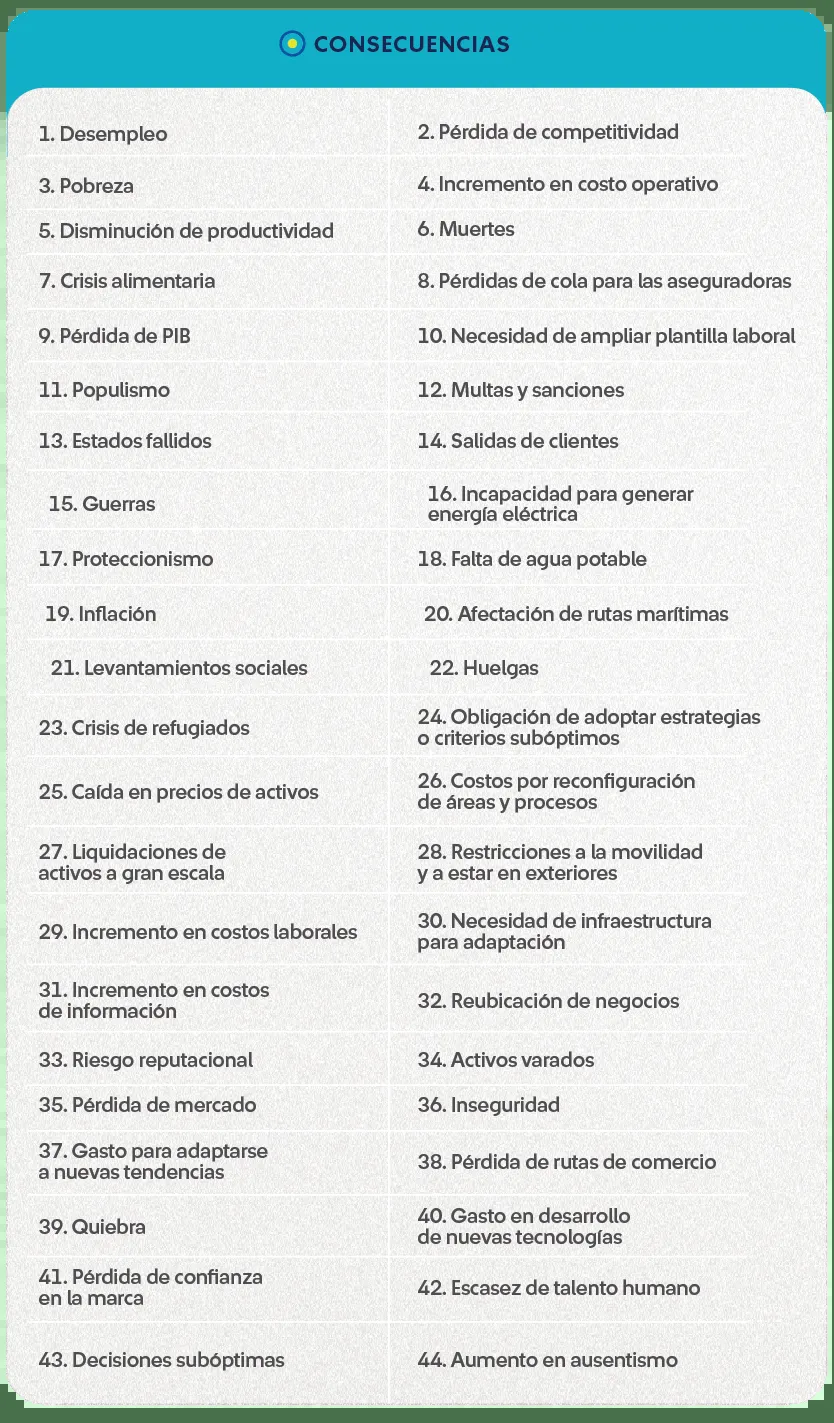 CONSECUENCIAS
1. Desempleo
2. Pérdida de competitividad
3. Pobreza
4. Incremento en costo operativo
5. Disminución de productividad
6. Muertes
7. Crisis alimentaria
8. Pérdidas de cola para las aseguradoras
9. Pérdida de PIB
10. Necesidad de ampliar plantilla laboral
11. Populismo
12. Multas y sanciones
13. Estados fallidos
14. Salidas de clientes
15. Guerras
16. Incapacidad para generar
energía eléctrica
17. Proteccionismo
18. Falta de agua potable
19. Inflación
20. Afectación de rutas marítimas
21. Levantamientos sociales
22. Huelgas
23. Crisis de refugiados
24. Obligación de adoptar estrategias
o criterios subóptimos
25. Caída en precios de activos
26. Costos por reconfiguración
de áreas y procesos
27. Liquidaciones de
activos a gran escala
28. Restricciones a la movilidad
y a estar en exteriores
29. Incremento en costos laborales
30. Necesidad de infraestructura
para adaptación
31. Incremento en costos
de información
32. Reubicación de negocios
33. Riesgo reputacional
34. Activos varados
35. Pérdida de mercado
36. Inseguridad
37. Gasto para adaptarse
a nuevas tendencias
38. Pérdida de rutas de comercio
39. Quiebra
40. Gasto en desarrollo
de nuevas tecnologías
41. Pérdida de confianza
en la marca
42. Escasez de talento humano
43. Decisiones subóptimas
44. Aumento en ausentismo